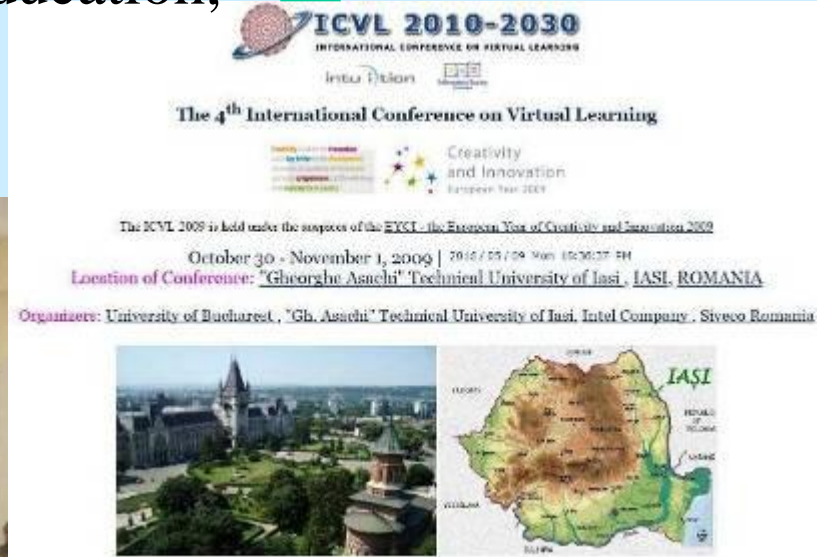 ucation,
ICVL 2010-2030
INTERNATIONAL CONFERENCE ON VIRTUAL LEARNING
intuition
The 4th International Conference on Virtual Learning
Creativity
and Innovation
European Year 2009
The ICVL 2009 is held under the auspices of the EYCI - the European Year of Creativity and Innovation 2009
October 30 - November 1, 2009 |
Location of Conference: "Gheorghe Asachi" Technical University of Iasi , IASI, ROMANIA
Organizers: University of Bucharest , "Gh. Asachi" Technical University of Iasi, Intel Company , Siveco Romania
IAŞI